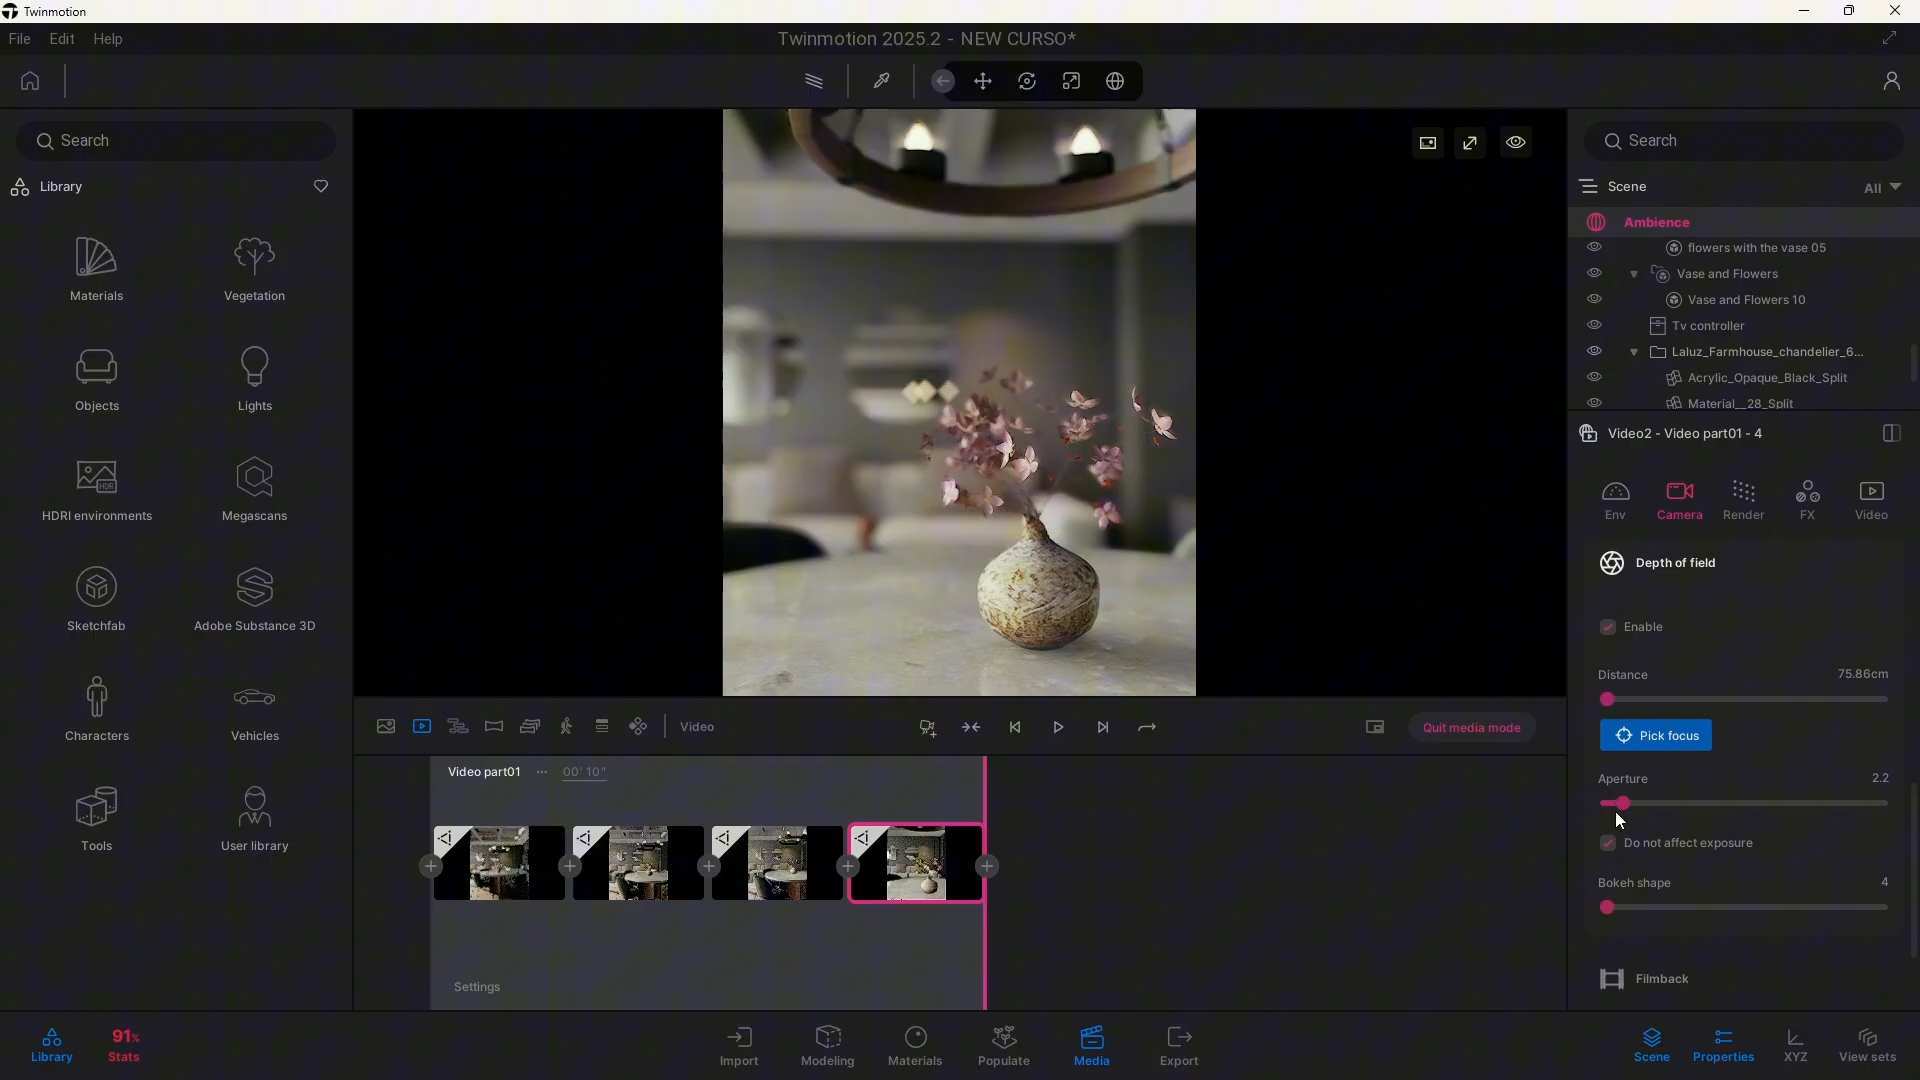 Twinmotion
File Edit Help
Twinmotion 2025.2 - NEW CURSO*
Search
Library
Materials
Vegetation
Objects
Lights
HDR
HDRI environments
Megascans
Sketchfab
Adobe Substance 3D
Characters
Vehicles
Tools
User library
Video
Quit media mode
Video part01 ... 00' 10"
Settings
Search
Scene
All
Ambience
flowers with the vase 05
Vase and Flowers
Vase and Flowers 10
Tv controller
Laluz_Farmhouse_chandelier_6...
Acrylic_Opaque_Black_Split
Material__28_Split
Video2 - Video part01 - 4
Env Camera Render FX Video
Depth of field
Enable
Distance 75.86cm
Pick focus
Aperture 2.2
Do not affect exposure
Bokeh shape 4
Filmback
Library
91%
Stats
Import
Modeling
Materials
Populate
Media
Export
Scene
Properties
XYZ
View sets